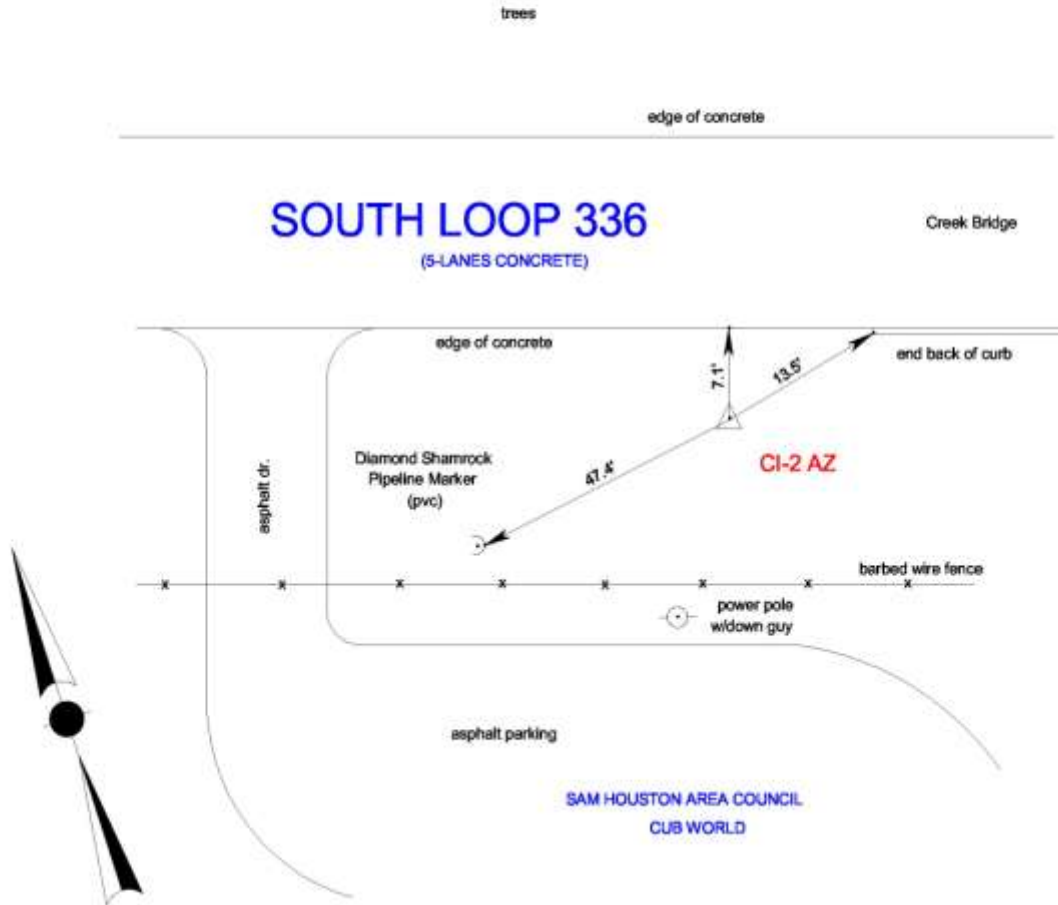 trees
edge of concrete
SOUTH LOOP 336
(5-LANES CONCRETE)
Creek Bridge
edge of concrete
end back of curb
7.1'
13.5'
CI-2 AZ
47.4'
Diamond Shamrock
Pipeline Marker
(pvc)
asphalt dr.
barbed wire fence
x x x x x x x x
power pole
w/down guy
asphalt parking
SAM HOUSTON AREA COUNCIL
CUB WORLD